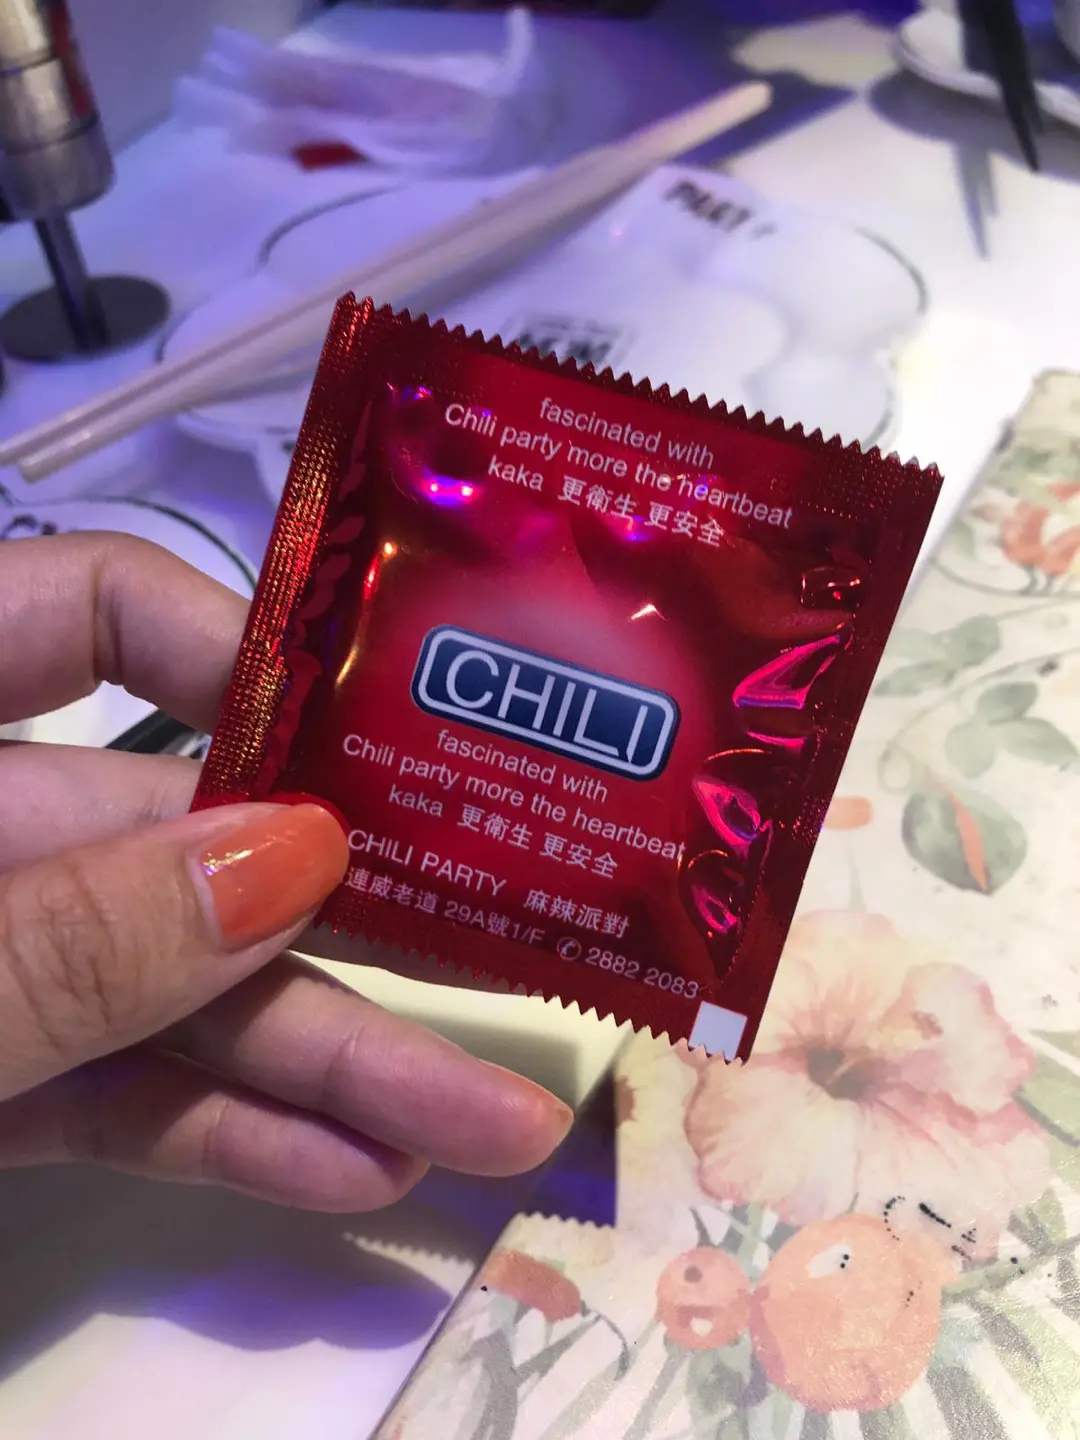 PART
fascinated with
Chili party more the heartbeat
kaka 更衛生 更安全
CHILI
fascinated with
Chili party more the heartbeat
kaka 更衛生 更安全
CHILI PARTY 麻辣派對
連威老道 29A號1/F ✆ 2882 2083